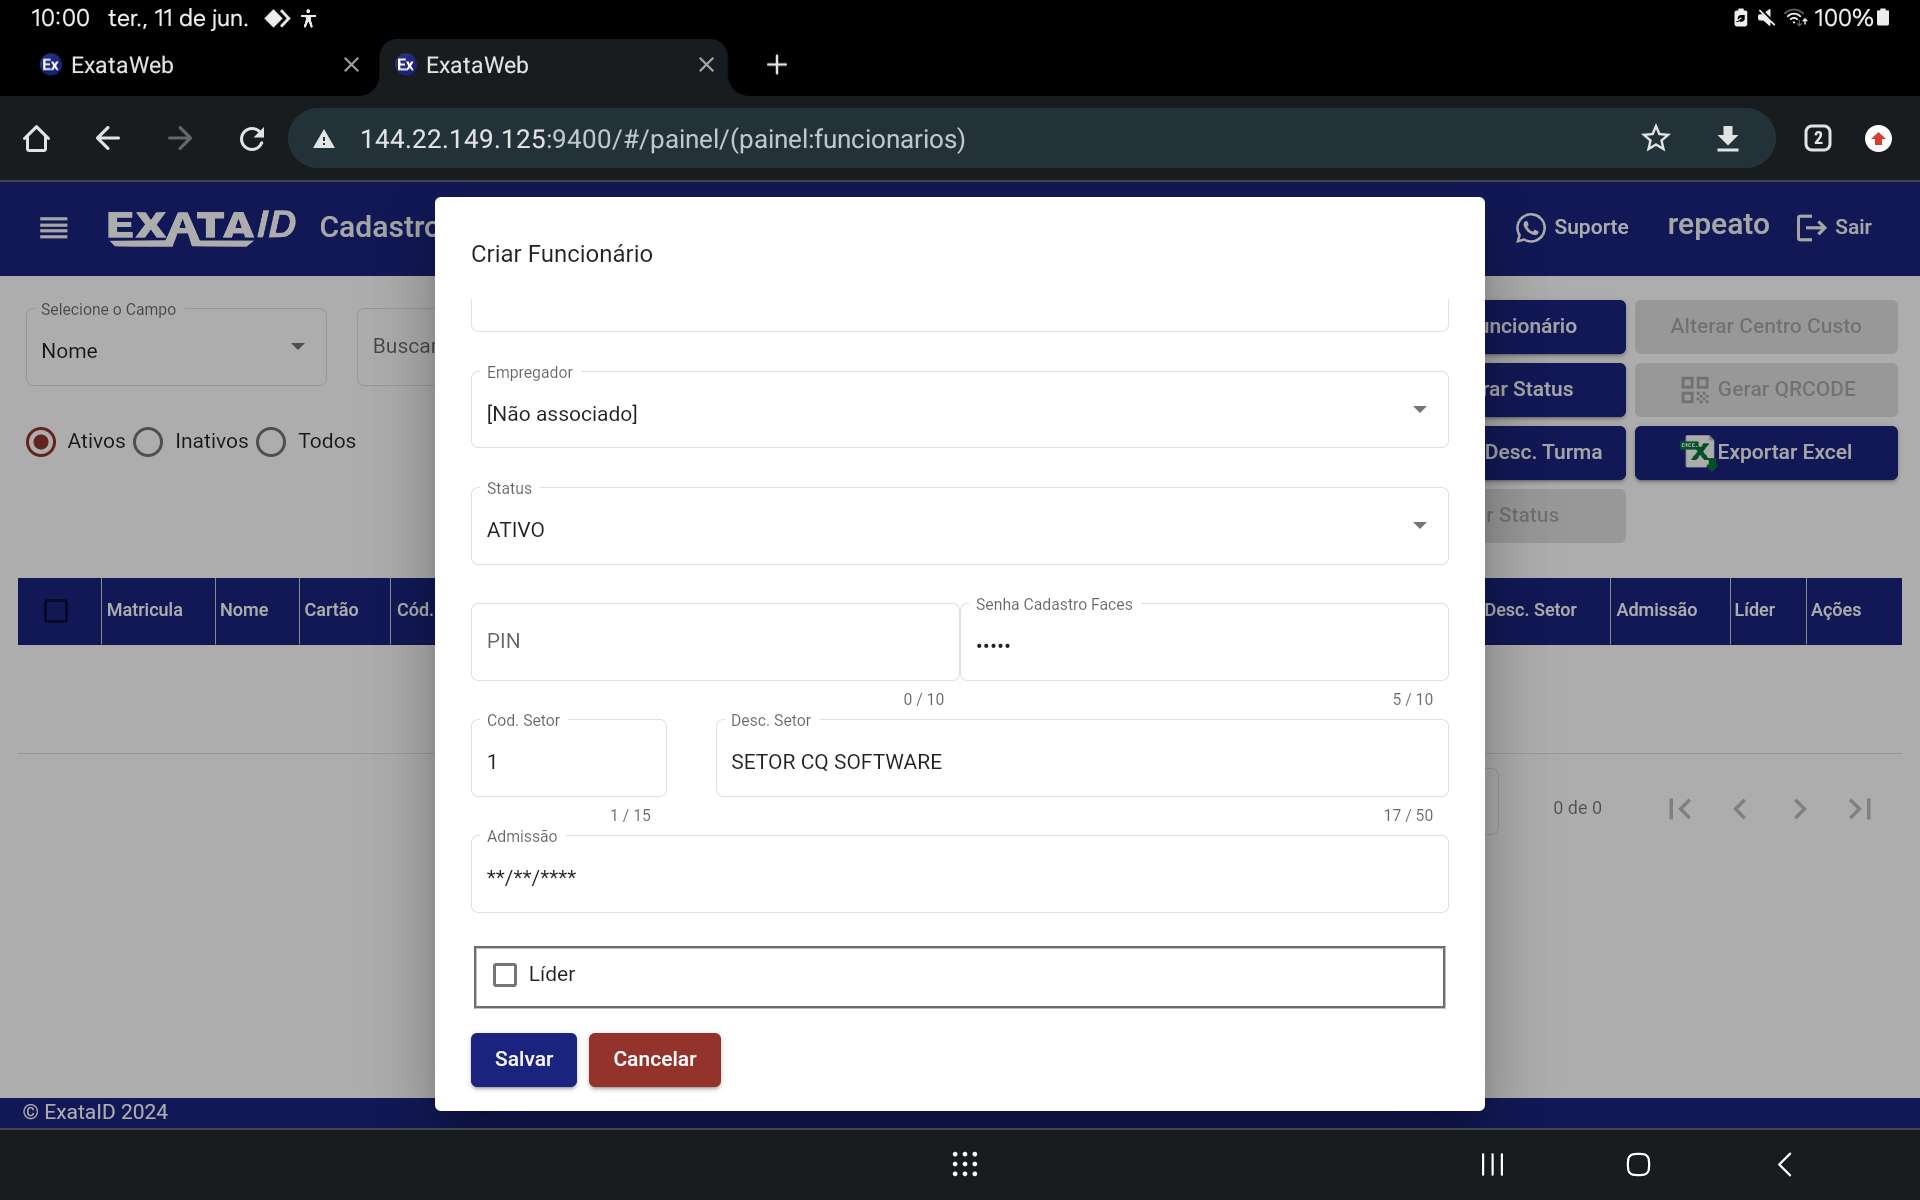 10:00 ter., 11 de jun. 100%
Ex ExataWeb
Ex ExataWeb
2
144.22.149.125:9400/#/painel/(painel:funcionarios)
EXATAID Cadastro
Suporte repeato Sair
Criar Funcionário
Selecione o Campo
Nome
Buscar
Ativos Inativos Todos
Alterar Centro Custo
Gerar QRCODE
rar Status
Desc. Turma
Exportar Excel
r Status
Empregador
[Não associado]
Status
ATIVO
Matricula Nome Cartão Cód. Desc. Setor Admissão Líder Ações
PIN
0 / 10
Senha Cadastro Faces
•••••
5 / 10
Cod. Setor
1
1 / 15
Desc. Setor
SETOR CQ SOFTWARE
17 / 50
0 de 0
Admissão
**/**/****
Líder
Salvar Cancelar
© ExataID 2024